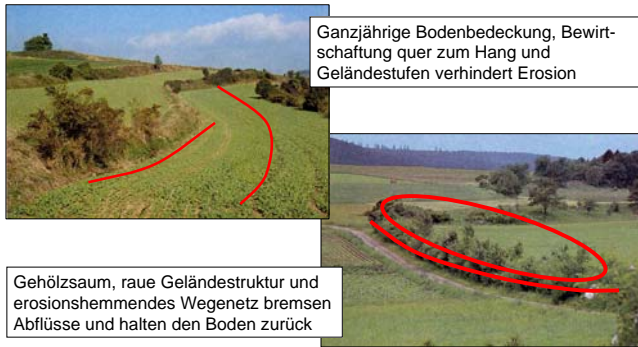 Ganzjährige Bodenbedeckung, Bewirt-
schaftung quer zum Hang und
Geländestufen verhindert Erosion
Gehölzsaum, raue Geländestruktur und
erosionshemmendes Wegenetz bremsen
Abflüsse und halten den Boden zurück